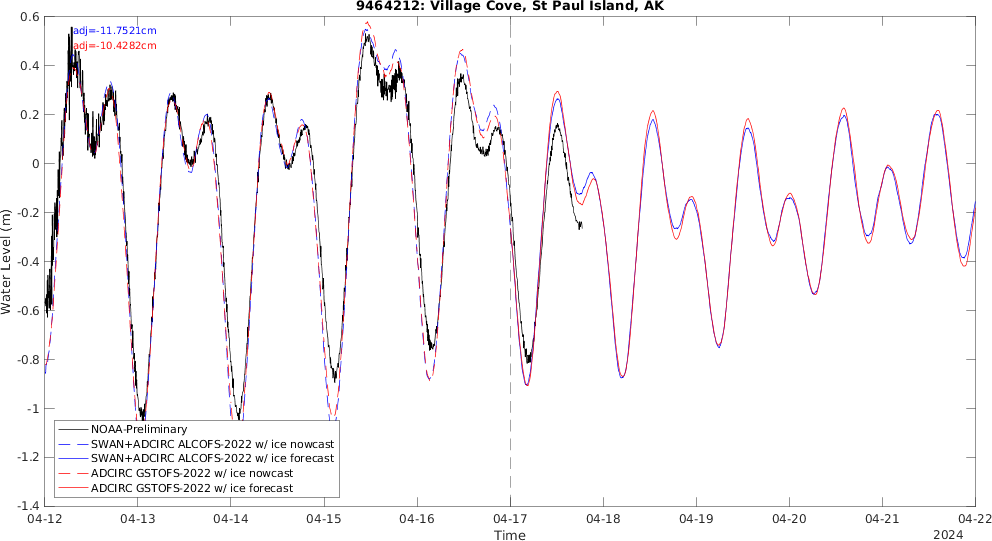 9464212: Village Cove, St Paul Island, AK
adj=-11.7521cm
adj=-10.4282cm
Water Level (m)
0.6
0.4
0.2
0
-0.2
-0.4
-0.6
-0.8
-1
-1.2
-1.4
NOAA-Preliminary
SWAN+ADCIRC ALCOFS-2022 w/ ice nowcast
SWAN+ADCIRC ALCOFS-2022 w/ ice forecast
ADCIRC GSTOFS-2022 w/ ice nowcast
ADCIRC GSTOFS-2022 w/ ice forecast
04-12 04-13 04-14 04-15 04-16 04-17 04-18 04-19 04-20 04-21 04-22
Time
2024